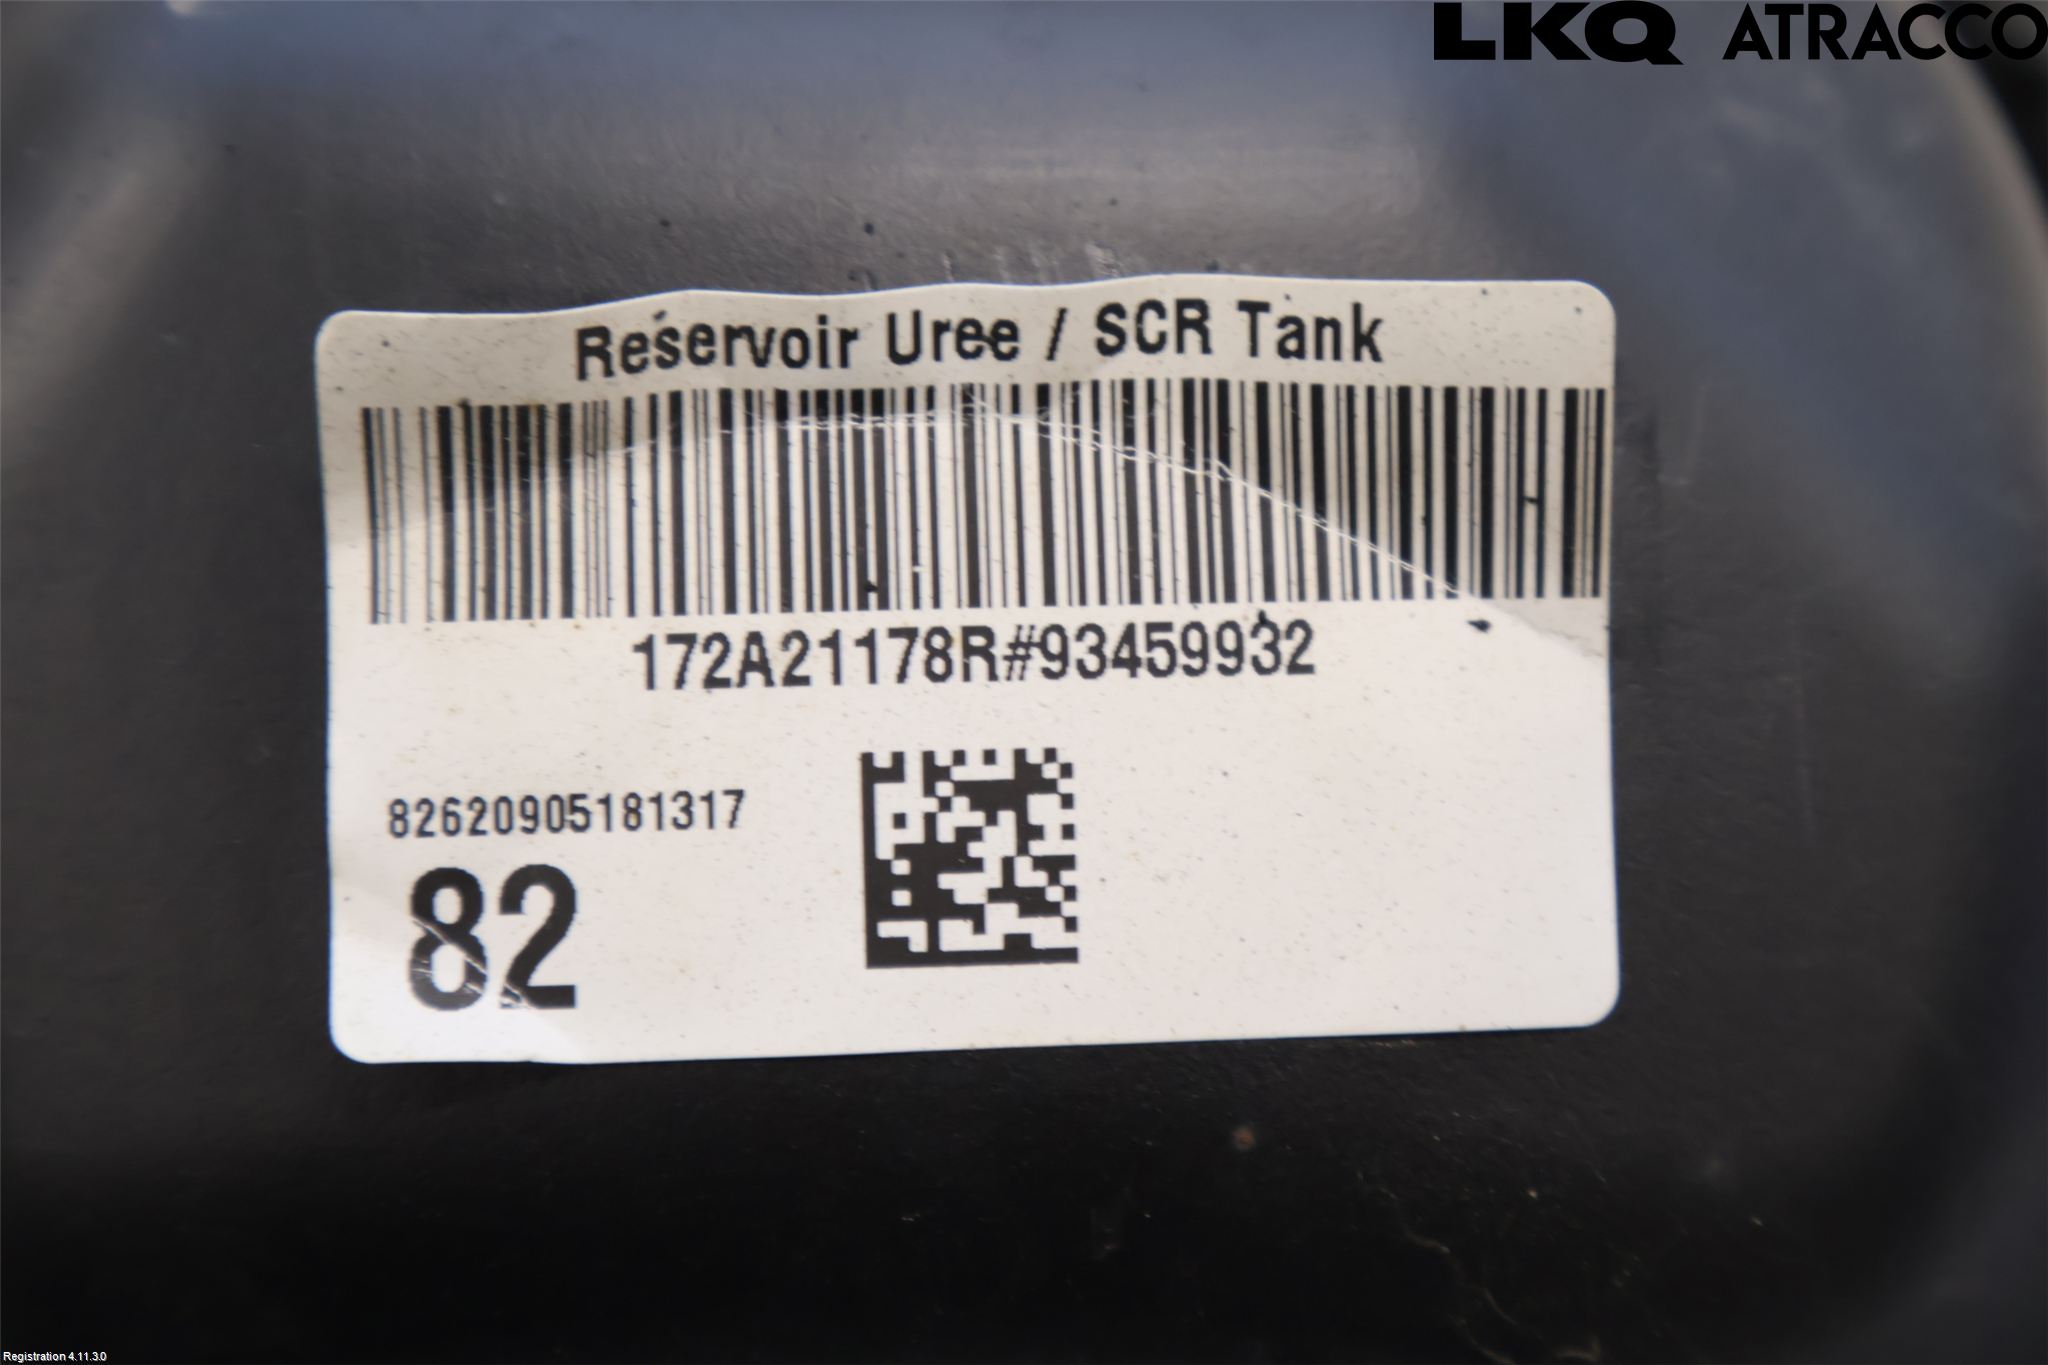 LKQ ATRACCO
Reservoir Uree / SCR Tank
172A21178R#93459932
82620905181317
82
Registration 4.11.3.0